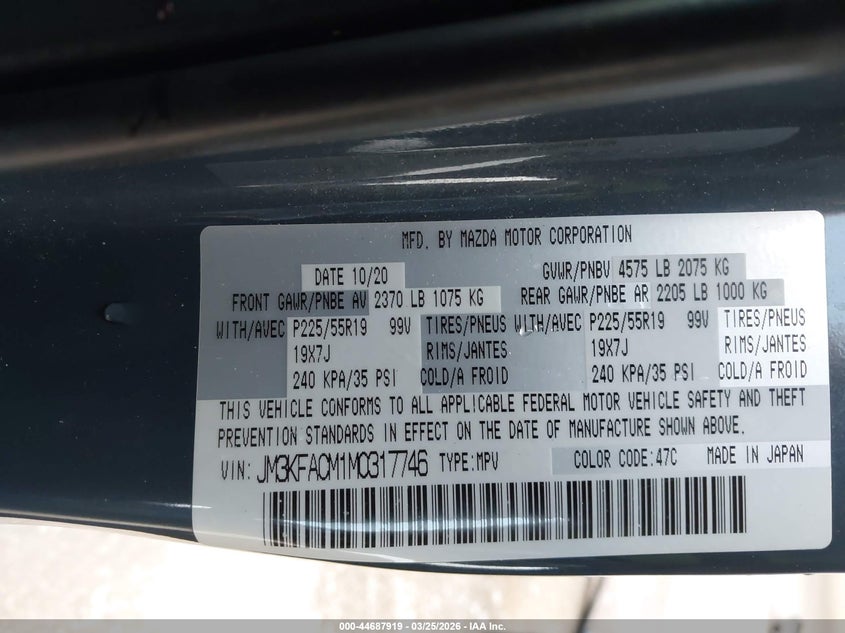 MFD. BY MAZDA MOTOR CORPORATION
DATE 10/20 GVWR/PNBV 4575 LB 2075 KG
FRONT GAWR/PNBE AV 2370 LB 1075 KG REAR GAWR/PNBE AR 2205 LB 1000 KG
WITH/AVEC P225/55R19 99V TIRES/PNEUS WITH/AVEC P225/55R19 99V TIRES/PNEUS
19X7J RIMS/JANTES 19X7J RIMS/JANTES
240 KPA/35 PSI COLD/A FROID 240 KPA/35 PSI COLD/A FROID
THIS VEHICLE CONFORMS TO ALL APPLICABLE FEDERAL MOTOR VEHICLE SAFETY AND THEFT
PREVENTION STANDARDS IN EFFECT ON THE DATE OF MANUFACTURE SHOWN ABOVE.
VIN: JM3KFACM1M0317746 TYPE:MPV COLOR CODE:47C MADE IN JAPAN
000-44687919 - 03/25/2026 - IAA Inc.